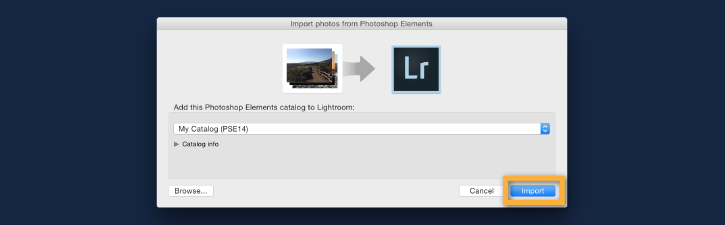 Import photos from Photoshop Elements
Lr
Add this Photoshop Elements catalog to Lightroom:
My Catalog (PSE14)
Catalog info
Browse...
Cancel
Import